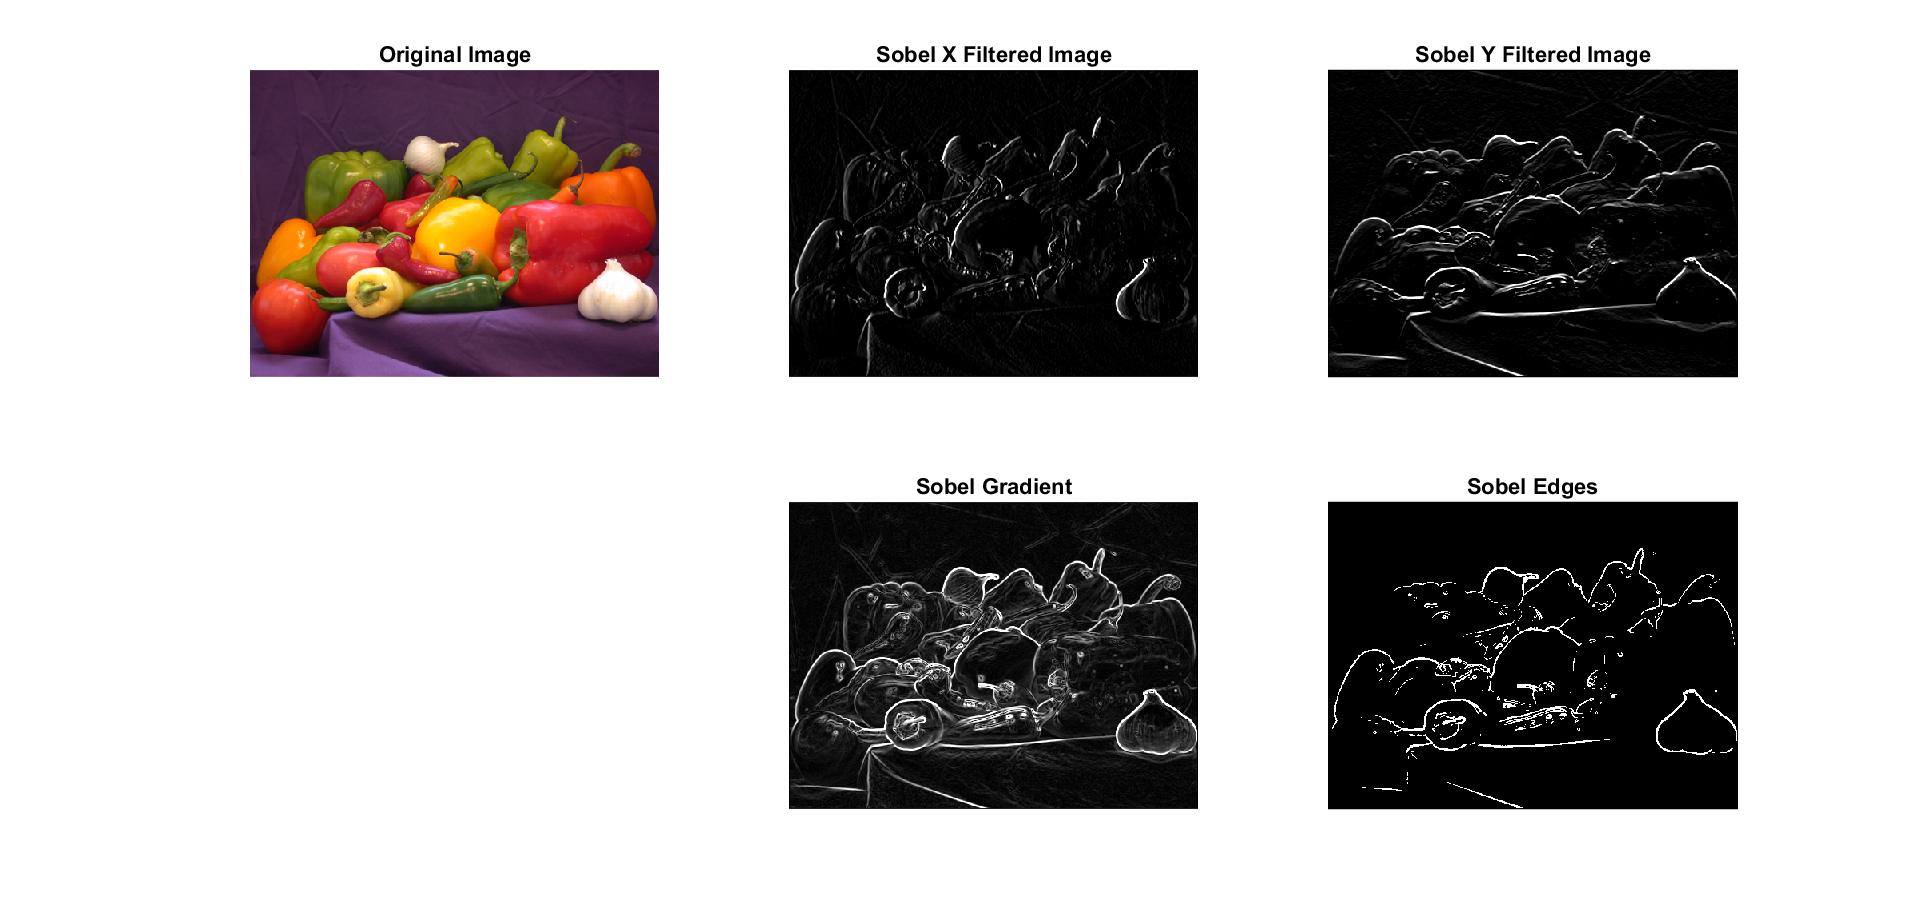 Original Image
Sobel X Filtered Image
Sobel Y Filtered Image
Sobel Gradient
Sobel Edges